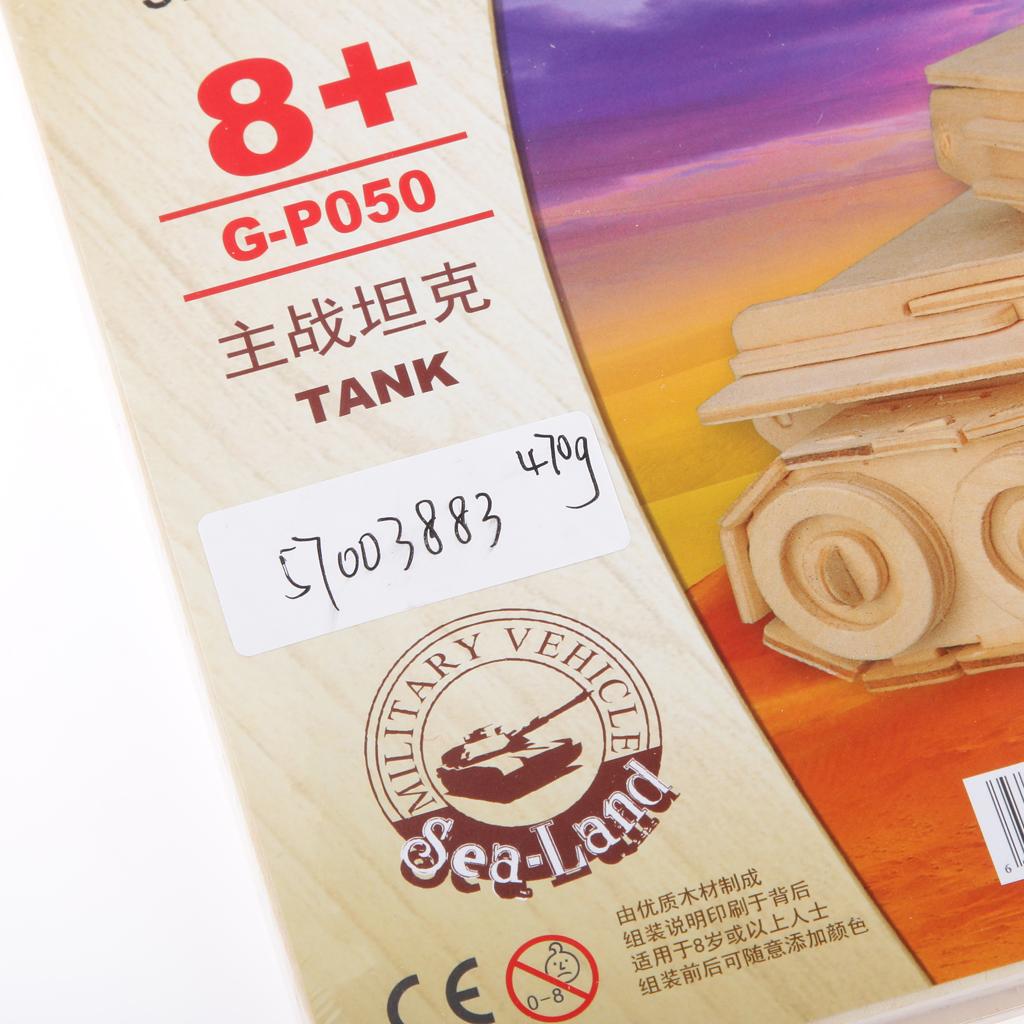 8+
G-P050
主战坦克
TANK
470g
57003883
MILITARY VEHICLE
Sea-Land
由优质木材制成
组装说明印刷于背后
适用于8岁或以上人士
组装前后可随意添加颜色
CE
0-8
6